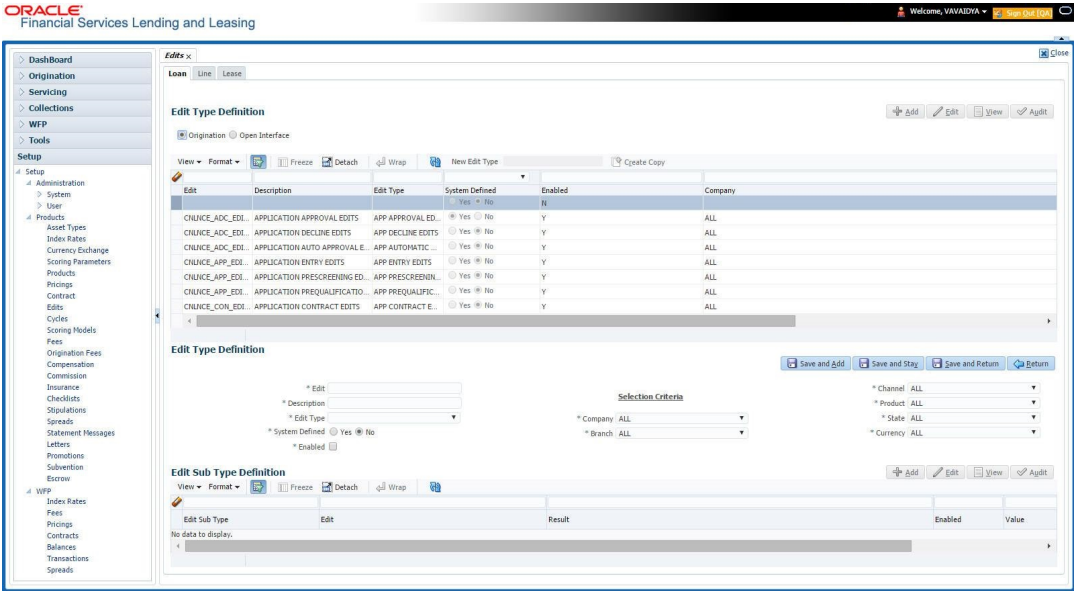 ORACLE
Financial Services Lending and Leasing
Welcome, VAVAIDYA
Sign Out [QA
Close
DashBoard
Origination
Servicing
Collections
WFP
Tools
Setup
Setup
Administration
System
User
Products
Asset Types
Index Rates
Currency Exchange
Scoring Parameters
Products
Pricings
Contract
Edits
Cycles
Scoring Models
Fees
Origination Fees
Compensation
Commission
Insurance
Checklists
Stipulations
Spreads
Statement Messages
Letters
Promotions
Subvention
Escrow
WFP
Index Rates
Fees
Pricings
Contracts
Balances
Transactions
Spreads
Edits x
Loan Line Lease
Edit Type Definition
Add Edit View Audit
Origination Open Interface
View Format Freeze Detach Wrap New Edit Type Create Copy
Edit Description Edit Type System Defined Enabled Company
Yes No N
CNLNCE_ADC_EDI... APPLICATION APPROVAL EDITS APP APPROVAL ED... Yes No Y ALL
CNLNCE_ADC_EDI... APPLICATION DECLINE EDITS APP DECLINE EDITS Yes No Y ALL
CNLNCE_ADC_EDI... APPLICATION AUTO APPROVAL E... APP AUTOMATIC ... Yes No Y ALL
CNLNCE_APP_EDI... APPLICATION ENTRY EDITS APP ENTRY EDITS Yes No Y ALL
CNLNCE_APP_EDI... APPLICATION PRESCREENING ED... APP PRESCREENIN... Yes No Y ALL
CNLNCE_APP_EDI... APPLICATION PREQUALIFICATIO... APP PREQUALIFIC... Yes No Y ALL
CNLNCE_CON_EDI... APPLICATION CONTRACT EDITS APP CONTRACT E... Yes No Y ALL
Edit Type Definition
Save and Add Save and Stay Save and Return Return
* Edit
* Description
* Edit Type
* System Defined Yes No
* Enabled
Selection Criteria
* Company ALL
* Branch ALL
* Channel ALL
* Product ALL
* State ALL
* Currency ALL
Edit Sub Type Definition
Add Edit View Audit
View Format Freeze Detach Wrap
Edit Sub Type Edit Result Enabled Value
No data to display.